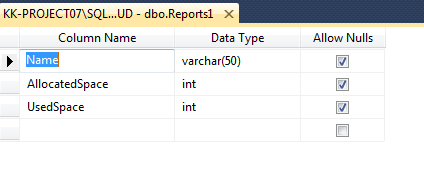 KK-PROJECT07\SQL...UD - dbo.Reports1
Column Name Data Type Allow Nulls
Name varchar(50)
AllocatedSpace int
UsedSpace int